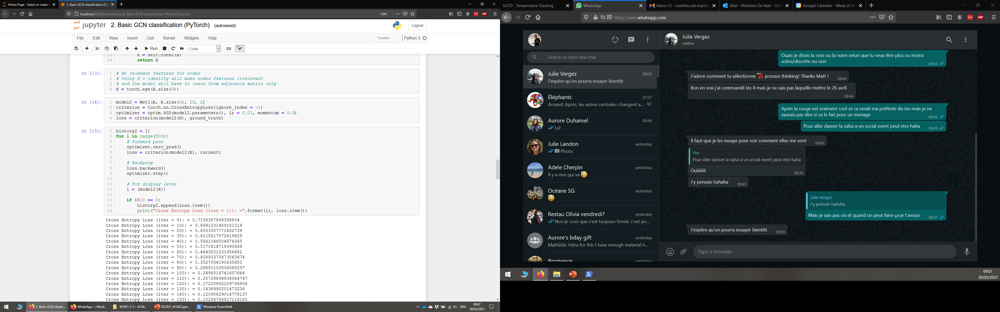 Home Page - Select or create a
2. Basic GCN classification (PyT
localhost:8888/notebooks/2. Basic GCN classification (PyTorch).ipynb
120%
jupyter 2. Basic GCN classification (PyTorch) (autosaved)
Logout
File Edit View Insert Cell Kernel Widgets Help
Trusted
Python 3
Run
Code
13 X = self.conv2(X)
14 return X
In [13]:
1 # No relevant features for nodes
2 # Using X = identity will make nodes features irrelevant
3 # and the model will have to learn from adjacency matrix only
4 X = torch.eye(A.size(0))
In [14]:
1 model2 = Net1(A, X.size(0), 10, 2)
2 criterion = torch.nn.CrossEntropyLoss(ignore_index = -1)
3 optimizer = optim.SGD(model2.parameters(), lr = 0.01, momentum = 0.9)
4 loss = criterion(model2(X), ground_truth)
In [15]:
1 history2 = []
2 for i in range(500):
3 # Forward pass
4 optimizer.zero_grad()
5 loss = criterion(model2(X), current)
6
7 # Backprop
8 loss.backward()
9 optimizer.step()
10
11 # For display later
12 l = (model2(X))
13
14 if i%10 == 0:
15 history2.append(loss.item())
16 print("Cross Entropy Loss (iter = {}): =".format(i), loss.item())
Cross Entropy Loss (iter = 0): = 0.7158387899398804
Cross Entropy Loss (iter = 10): = 0.6941231489181519
Cross Entropy Loss (iter = 20): = 0.6553307771682739
Cross Entropy Loss (iter = 30): = 0.6119217872619629
Cross Entropy Loss (iter = 40): = 0.5661046504974365
Cross Entropy Loss (iter = 50): = 0.5170614719390869
Cross Entropy Loss (iter = 60): = 0.4643201231956482
Cross Entropy Loss (iter = 70): = 0.40893375873565674
Cross Entropy Loss (iter = 80): = 0.3527054190635681
Cross Entropy Loss (iter = 90): = 0.29891103506088257
Cross Entropy Loss (iter = 100): = 0.2498018741607666
Cross Entropy Loss (iter = 110): = 0.20729894936084747
Cross Entropy Loss (iter = 120): = 0.17220862209796906
Cross Entropy Loss (iter = 130): = 0.1436990201473236
Cross Entropy Loss (iter = 140): = 0.12090829014778137
Cross Entropy Loss (iter = 150): = 0.10286784917116165
2. Basic GCN classif...
WhatsApp — Mozil...
W10S1-2-3 - GCNs
DL2021_W10S2.ppt...
Windows PowerShell
ENG
09:07
30/03/2021
SUTD - Temperature Tracking
WhatsApp
Inbox (1) - matthieu.de.mari@g
Mail - Matthieu De Mari - Outl
Google Calendar - Week of 29
https://web.whatsapp.com
Search or start new chat
Julie Vergez 09:03
J'espère qu'on pourra essayer bientôt
Éléphants 01:57
Arnaud: Après, les autres centrales changent a...
Aurore Duhamel 00:44
Lol
Julie Landon yesterday
Photo
Adele Cherpin yesterday
Il y a rien qui va 😅
Océane SG yesterday
😅
Restau Olivia vendredi? yesterday
Non je crois que c'est toujours fermé, c'est po...
Aurore's bday gift yesterday
Mathilde: Haha for this I have enough material h...
Bromance yesterday
Julie Vergez
online
Ouais je dirais la rose ou la noire selon que tu veux être plus ou moins
sobre/discrète ou non
08:44
J'adore comment tu sélectionne 💃 process thinking! Thanks Matt !
08:44
Bon en vrai j'ai commandé les 4 mais je ne sais pas laquelle mettre le 26 avril
08:44
Après la rouge est vraiment cool et ca serait ma préférée du tas mais je ne
saurais pas dire si ca le fait pour un mariage
08:45
Pour aller danser la salsa a un social event peut etre haha
08:45
Il faut que je les essaye pour voir comment elles me vont
08:45
You
Pour aller danser la salsa a un social event peut etre haha
Ouiiiiiiii
08:45
J'y pensais hahaha
08:45
Julie Vergez
J'y pensais hahaha
Mais je sais pas où et quand on peut faire ça je t'avoue
08:47
J'espère qu'on pourra essayer bientôt
09:03
Type a message
09:07
30/03/2021